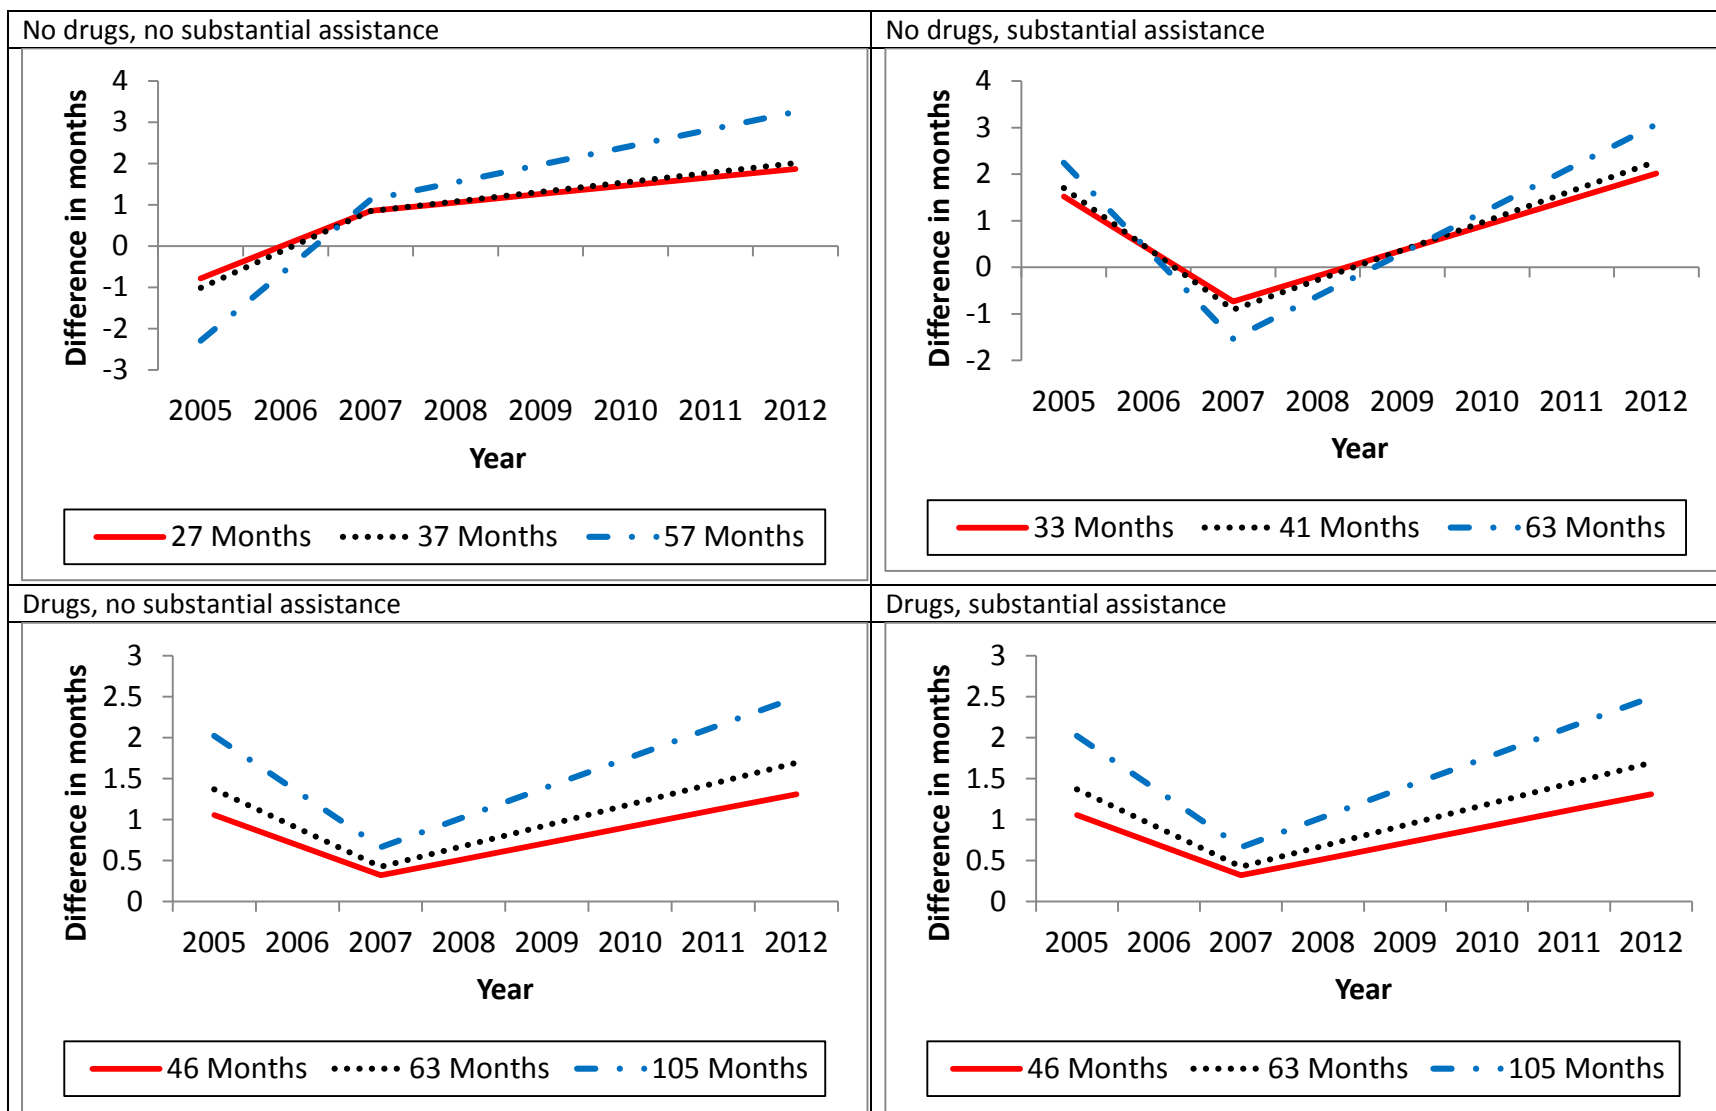 No drugs, no substantial assistance
Difference in months
4
3
2
1
0
-1
-2
-3
2005 2006 2007 2008 2009 2010 2011 2012
Year
27 Months 37 Months 57 Months
No drugs, substantial assistance
Difference in months
4
3
2
1
0
-1
-2
2005 2006 2007 2008 2009 2010 2011 2012
Year
33 Months 41 Months 63 Months
Drugs, no substantial assistance
Difference in months
3
2.5
2
1.5
1
0.5
0
2005 2006 2007 2008 2009 2010 2011 2012
Year
46 Months 63 Months 105 Months
Drugs, substantial assistance
Difference in months
3
2.5
2
1.5
1
0.5
0
2005 2006 2007 2008 2009 2010 2011 2012
Year
46 Months 63 Months 105 Months